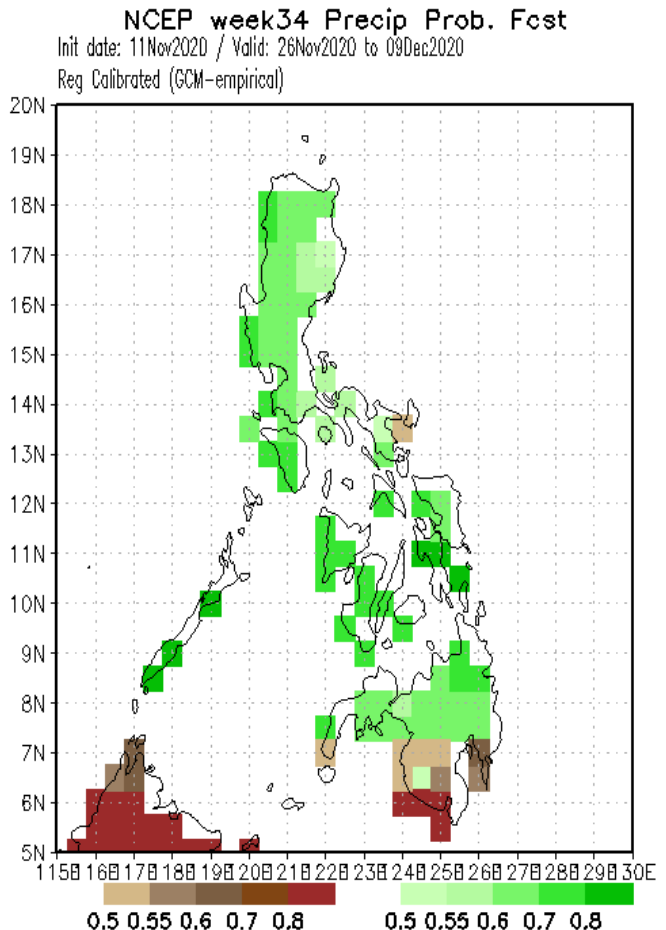 NCEP week34 Precip Prob. Fcst
Init date: 11Nov2020 / Valid: 26Nov2020 to 09Dec2020
Reg Calibrated (GCM-empirical)
20N
19N
18N
17N
16N
15N
14N
13N
12N
11N
10N
9N
8N
7N
6N
5N
115E 116E 117E 118E 119E 120E 121E 122E 123E 124E 125E 126E 127E 128E 129E 130E
0.5 0.55 0.6 0.7 0.8 0.5 0.55 0.6 0.7 0.8